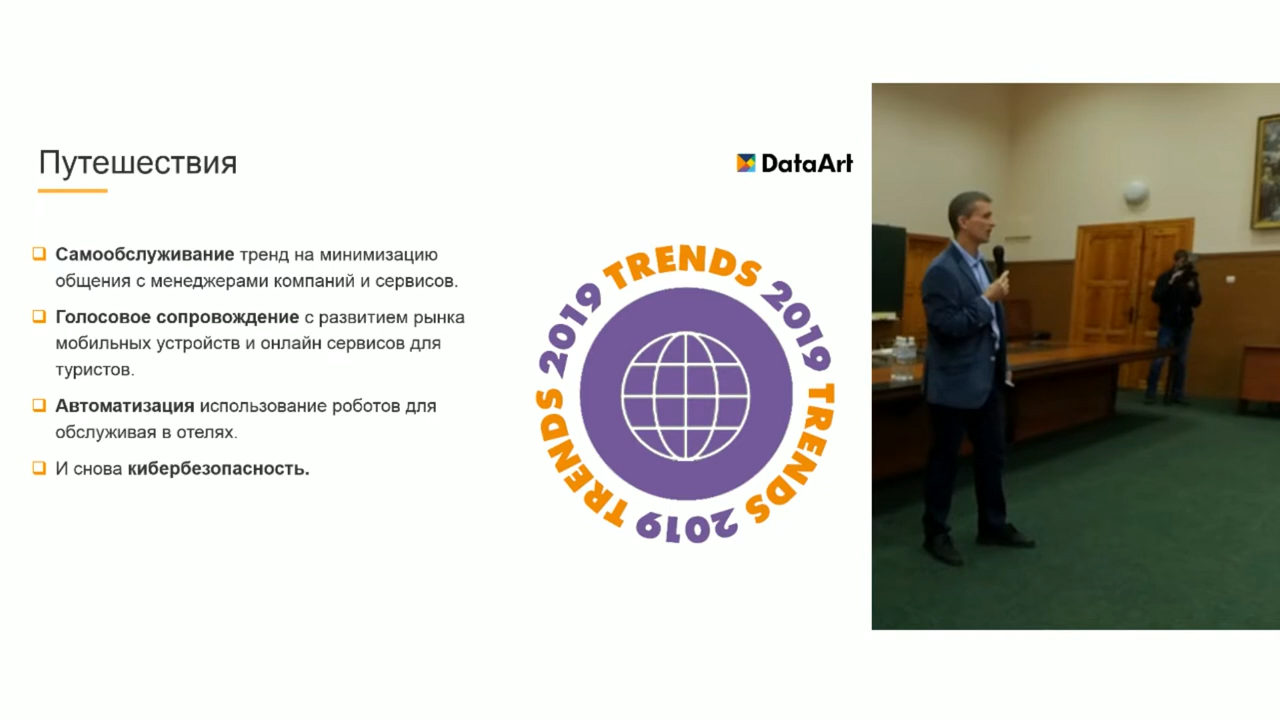 Путешествия
DataArt
Самообслуживание тренд на минимизацию
общения с менеджерами компаний и сервисов.
Голосовое сопровождение с развитием рынка
мобильных устройств и онлайн сервисов для
туристов.
Автоматизация использование роботов для
обслуживая в отелях.
И снова кибербезопасность.
TRENDS 2019 TRENDS 2019 TRENDS 2019